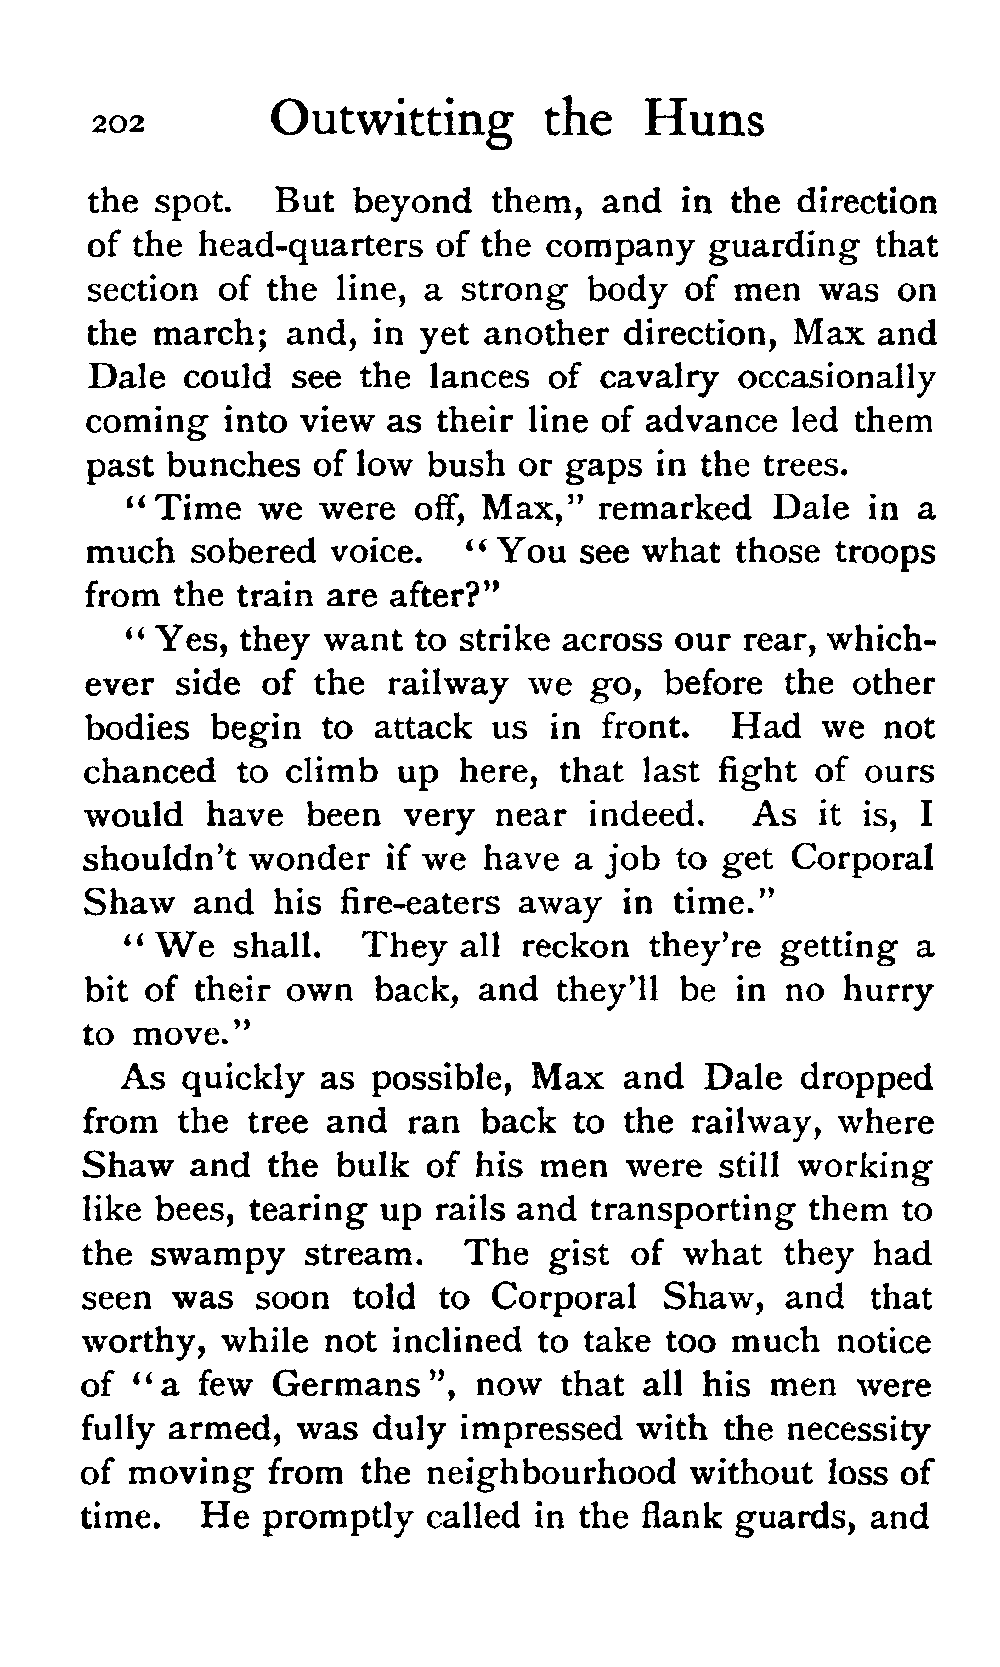 202 Outwitting the Huns
the spot. But beyond them, and in the direction
of the head-quarters of the company guarding that
section of the line, a strong body of men was on
the march; and, in yet another direction, Max and
Dale could see the lances of cavalry occasionally
coming into view as their line of advance led them
past bunches of low bush or gaps in the trees.
"Time we were off, Max," remarked Dale in a
much sobered voice. "You see what those troops
from the train are after?"
"Yes, they want to strike across our rear, which-
ever side of the railway we go, before the other
bodies begin to attack us in front. Had we not
chanced to climb up here, that last fight of ours
would have been very near indeed. As it is, I
shouldn't wonder if we have a job to get Corporal
Shaw and his fire-eaters away in time."
"We shall. They all reckon they're getting a
bit of their own back, and they'll be in no hurry
to move."
As quickly as possible, Max and Dale dropped
from the tree and ran back to the railway, where
Shaw and the bulk of his men were still working
like bees, tearing up rails and transporting them to
the swampy stream. The gist of what they had
seen was soon told to Corporal Shaw, and that
worthy, while not inclined to take too much notice
of "a few Germans", now that all his men were
fully armed, was duly impressed with the necessity
of moving from the neighbourhood without loss of
time. He promptly called in the flank guards, and